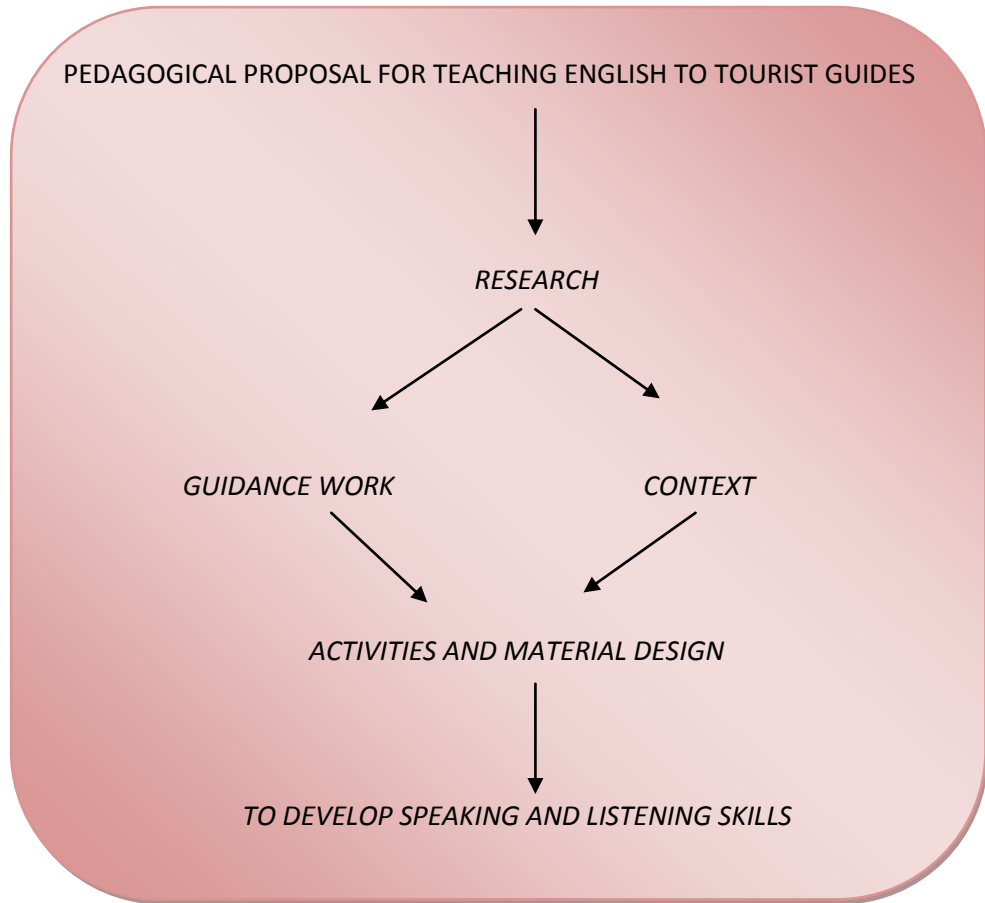 PEDAGOGICAL PROPOSAL FOR TEACHING ENGLISH TO TOURIST GUIDES
RESEARCH
GUIDANCE WORK
CONTEXT
ACTIVITIES AND MATERIAL DESIGN
TO DEVELOP SPEAKING AND LISTENING SKILLS